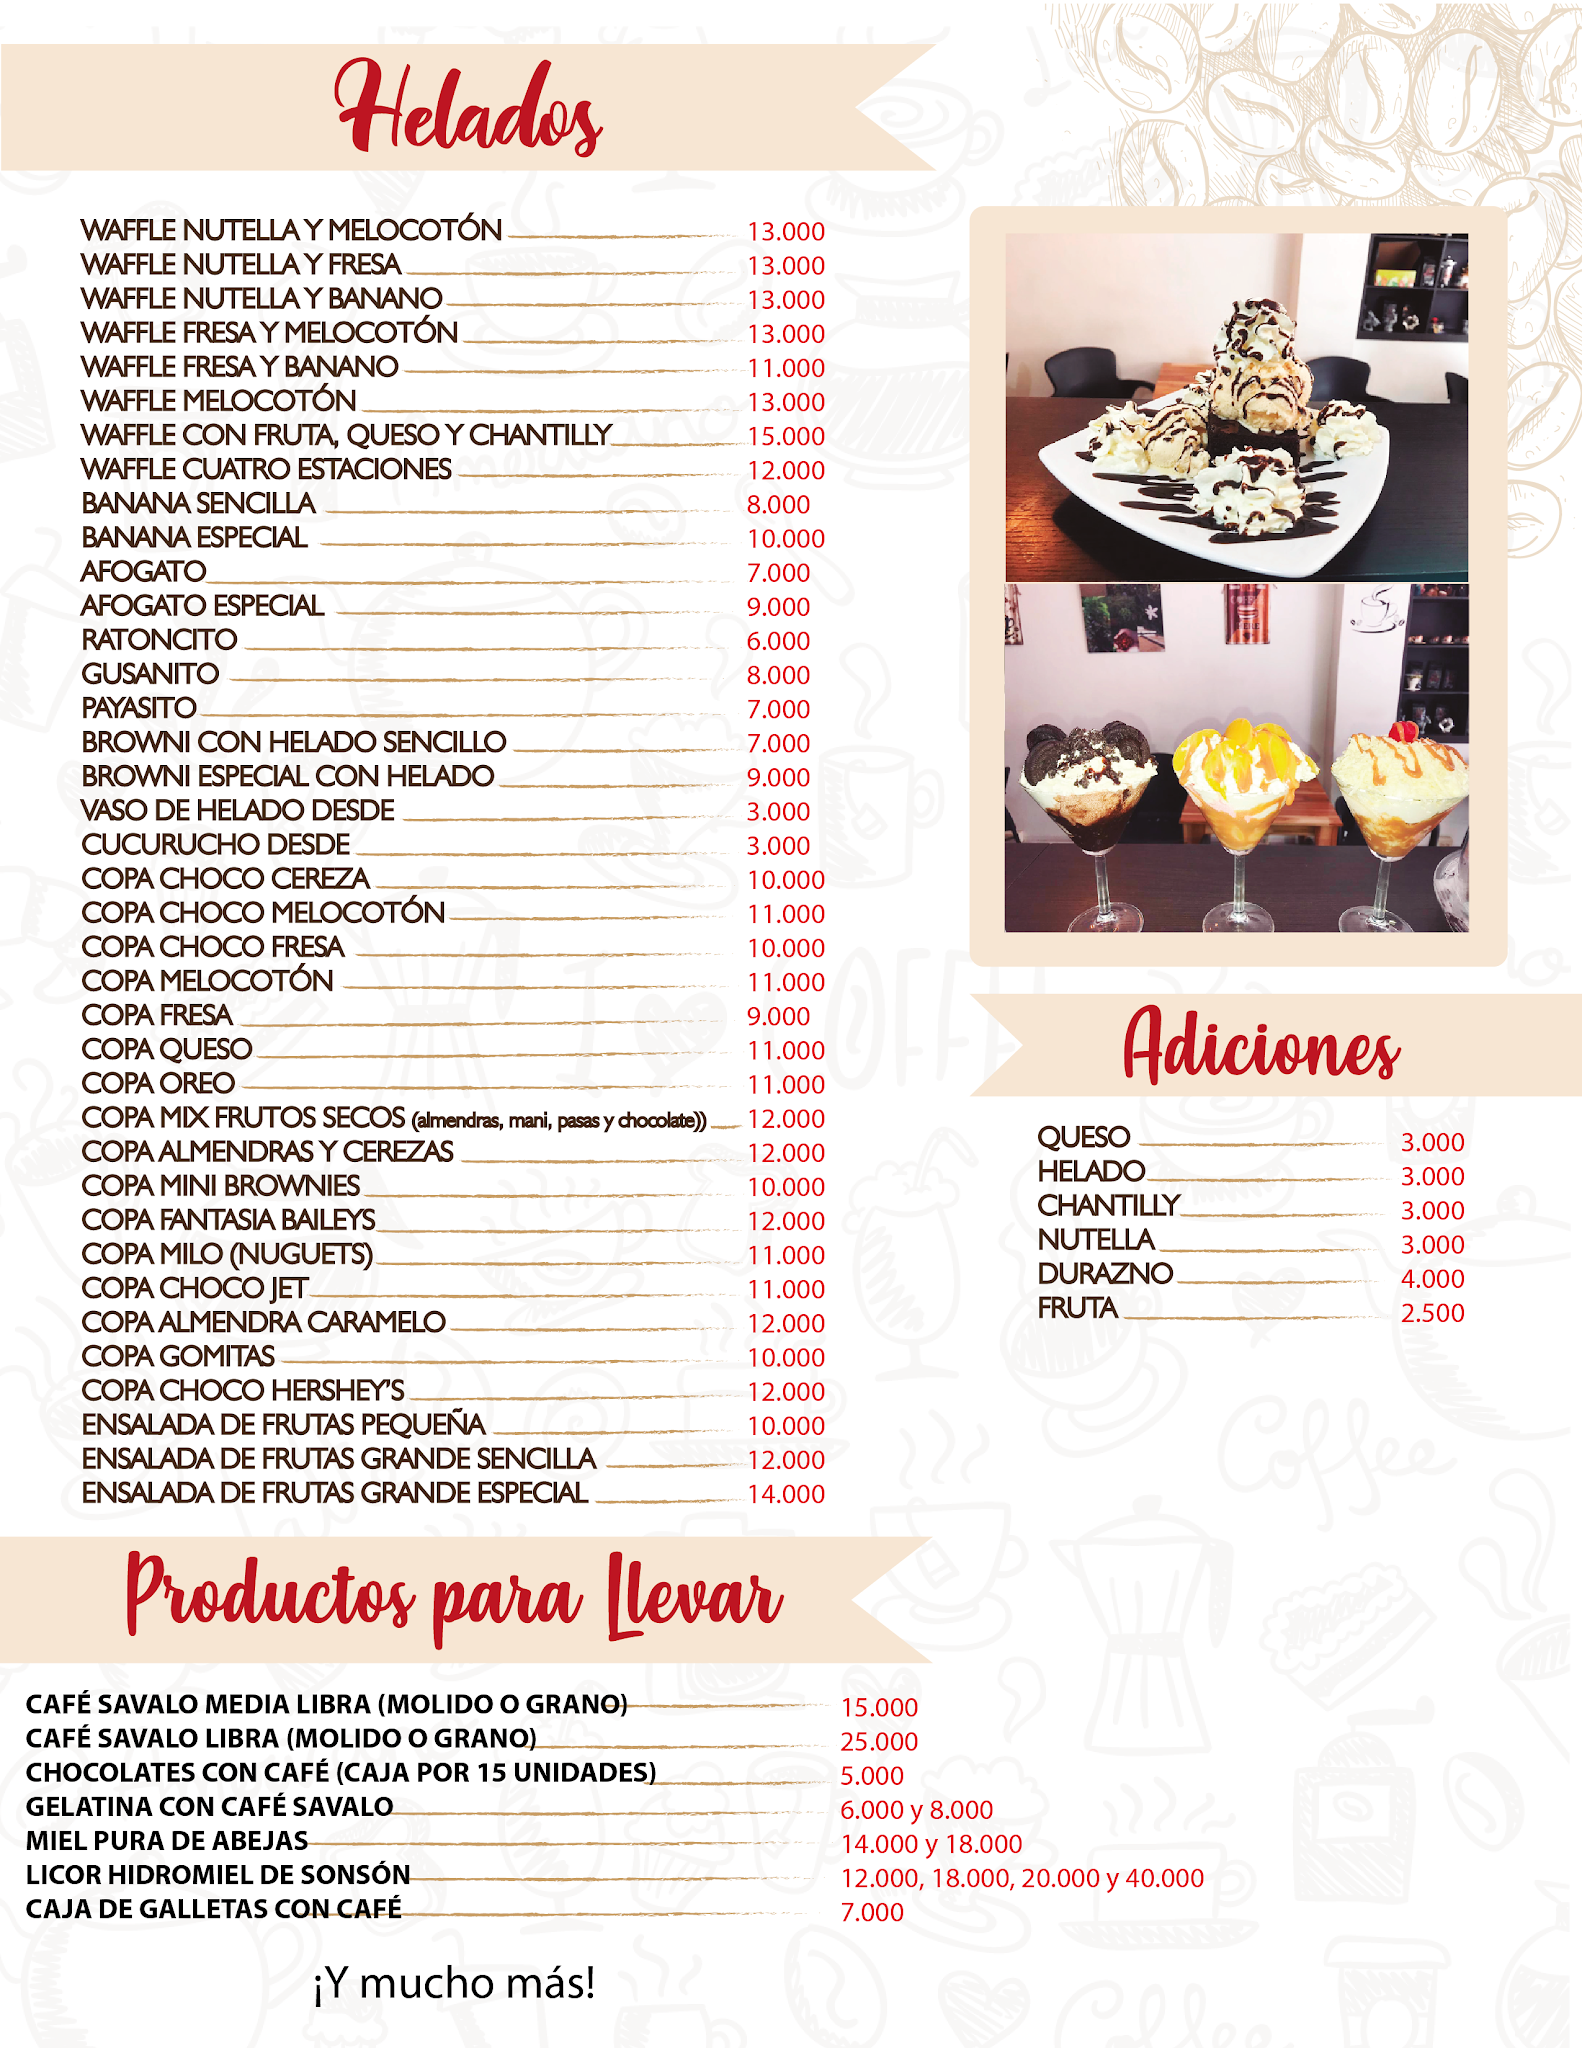 Helados
WAFFLE NUTELLA Y MELOCOTÓN 13.000
WAFFLE NUTELLA Y FRESA 13.000
WAFFLE NUTELLA Y BANANO 13.000
WAFFLE FRESA Y MELOCOTÓN 13.000
WAFFLE FRESA Y BANANO 11.000
WAFFLE MELOCOTÓN 13.000
WAFFLE CON FRUTA, QUESO Y CHANTILLY 15.000
WAFFLE CUATRO ESTACIONES 12.000
BANANA SENCILLA 8.000
BANANA ESPECIAL 10.000
AFOGATO 7.000
AFOGATO ESPECIAL 9.000
RATONCITO 6.000
GUSANITO 8.000
PAYASITO 7.000
BROWNI CON HELADO SENCILLO 7.000
BROWNI ESPECIAL CON HELADO 9.000
VASO DE HELADO DESDE 3.000
CUCURUCHO DESDE 3.000
COPA CHOCO CEREZA 10.000
COPA CHOCO MELOCOTÓN 11.000
COPA CHOCO FRESA 10.000
COPA MELOCOTÓN 11.000
COPA FRESA 9.000
COPA QUESO 11.000
COPA OREO 11.000
COPA MIX FRUTOS SECOS (almendras, mani, pasas y chocolate)) 12.000
COPA ALMENDRAS Y CEREZAS 12.000
COPA MINI BROWNIES 10.000
COPA FANTASIA BAILEYS 12.000
COPA MILO (NUGUETS) 11.000
COPA CHOCO JET 11.000
COPA ALMENDRA CARAMELO 12.000
COPA GOMITAS 10.000
COPA CHOCO HERSHEY'S 12.000
ENSALADA DE FRUTAS PEQUEÑA 10.000
ENSALADA DE FRUTAS GRANDE SENCILLA 12.000
ENSALADA DE FRUTAS GRANDE ESPECIAL 14.000
Adiciones
QUESO 3.000
HELADO 3.000
CHANTILLY 3.000
NUTELLA 3.000
DURAZNO 4.000
FRUTA 2.500
Coffee
Productos para Llevar
CAFÉ SAVALO MEDIA LIBRA (MOLIDO O GRANO) 15.000
CAFÉ SAVALO LIBRA (MOLIDO O GRANO) 25.000
CHOCOLATES CON CAFÉ (CAJA POR 15 UNIDADES) 5.000
GELATINA CON CAFÉ SAVALO 6.000 y 8.000
MIEL PURA DE ABEJAS 14.000 y 18.000
LICOR HIDROMIEL DE SONSÓN 12.000, 18.000, 20.000 y 40.000
CAJA DE GALLETAS CON CAFÉ 7.000
¡Y mucho más!
Coffee